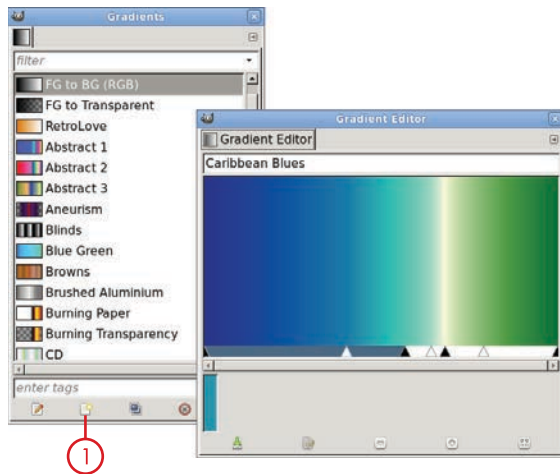 Gradients
filter
FG to BG (RGB)
FG to Transparent
RetroLove
Abstract 1
Abstract 2
Abstract 3
Aneurism
Blinds
Blue Green
Browns
Brushed Aluminium
Burning Paper
Burning Transparency
CD
enter tags
1
Gradient Editor
Gradient Editor
Caribbean Blues